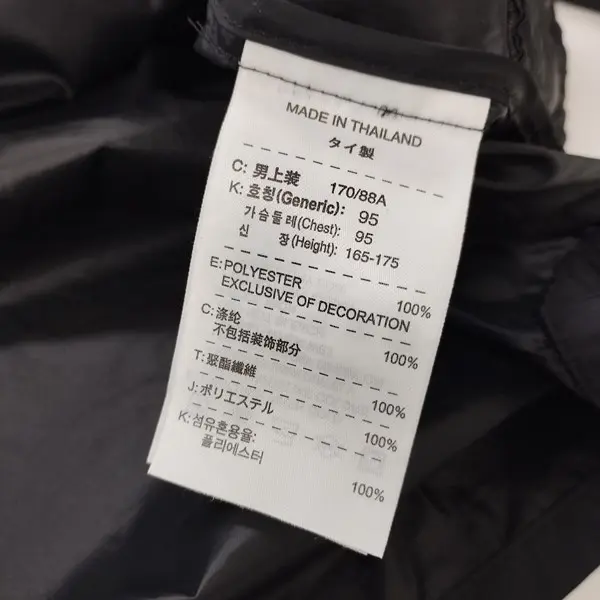 MADE IN THAILAND
タイ製
C: 男上装 170/88A
K: 호칭(Generic): 95
가슴둘레(Chest): 95
신 장(Height): 165-175
E: POLYESTER 100%
EXCLUSIVE OF DECORATION
C: 涤纶 100%
不包括装饰部分
T: 聚酯纖維 100%
J: ポリエステル 100%
K: 섬유혼용율:
폴리에스터 100%